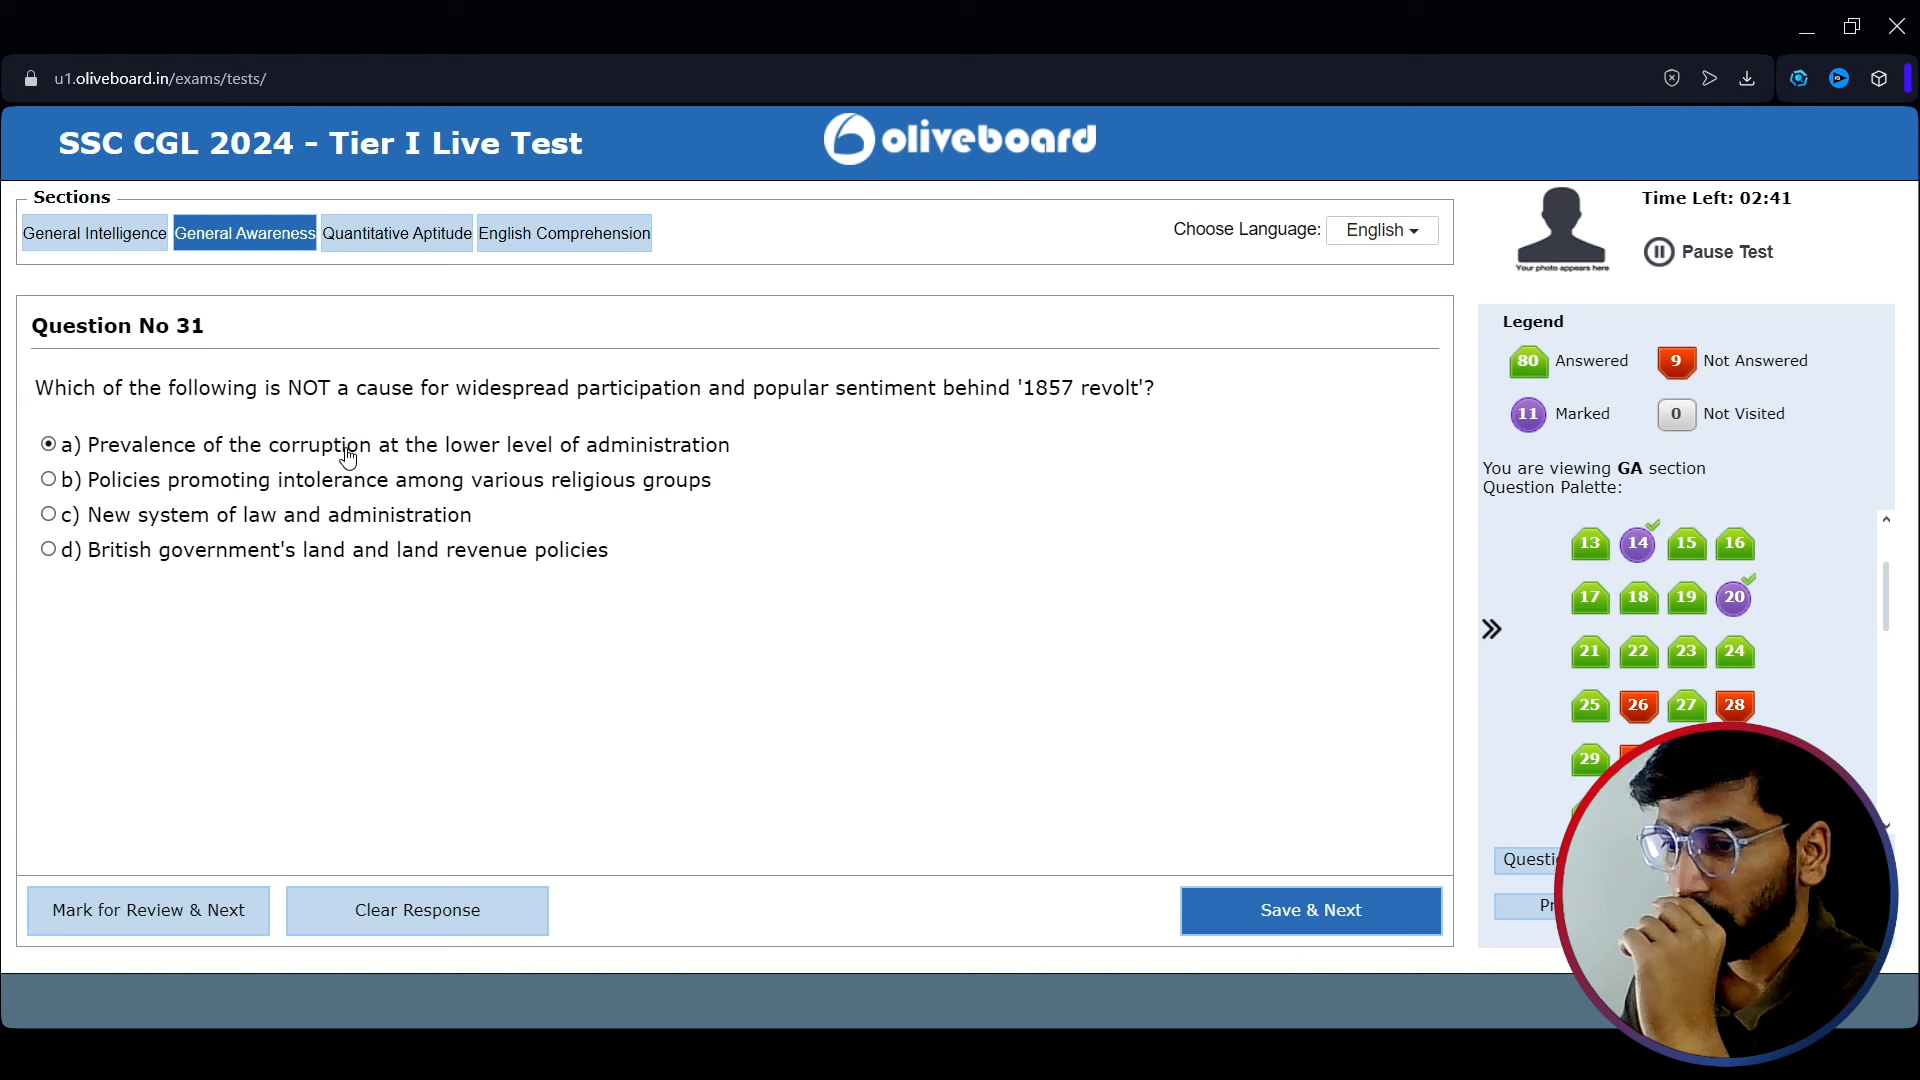 u1.oliveboard.in/exams/tests/
SSC CGL 2024 - Tier I Live Test
oliveboard
Sections
General Intelligence General Awareness Quantitative Aptitude English Comprehension
Choose Language: English
Your photo appears here
Time Left: 02:41
Pause Test
Question No 31
Which of the following is NOT a cause for widespread participation and popular sentiment behind '1857 revolt'?
a) Prevalence of the corruption at the lower level of administration
b) Policies promoting intolerance among various religious groups
c) New system of law and administration
d) British government's land and land revenue policies
Mark for Review & Next
Clear Response
Save & Next
Legend
80 Answered
9 Not Answered
11 Marked
0 Not Visited
You are viewing GA section
Question Palette:
13 14 15 16
17 18 19 20
21 22 23 24
25 26 27 28
29